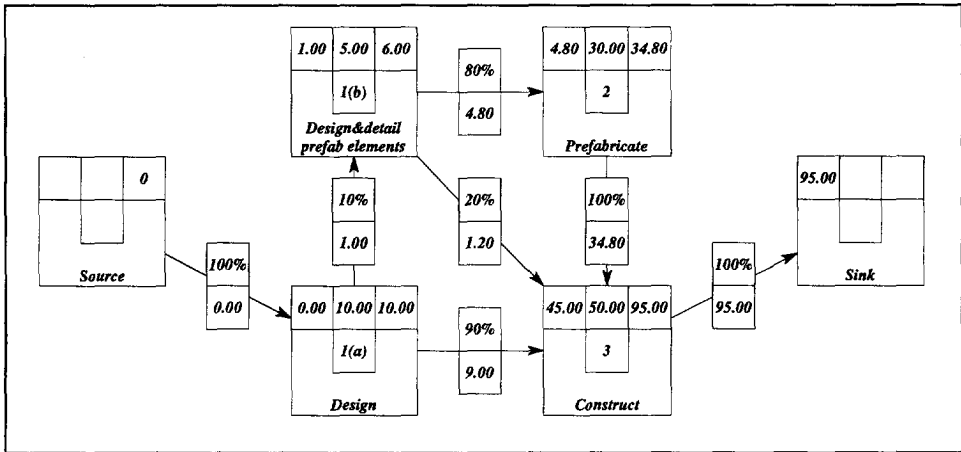 1.00 5.00 6.00
1(b)
Design&detail
prefab elements
80%
4.80
4.80 30.00 34.80
2
Prefabricate
0
Source
100%
0.00
10%
1.00
20%
1.20
100%
34.80
95.00
Sink
0.00 10.00 10.00
1(a)
Design
90%
9.00
45.00 50.00 95.00
3
Construct
100%
95.00